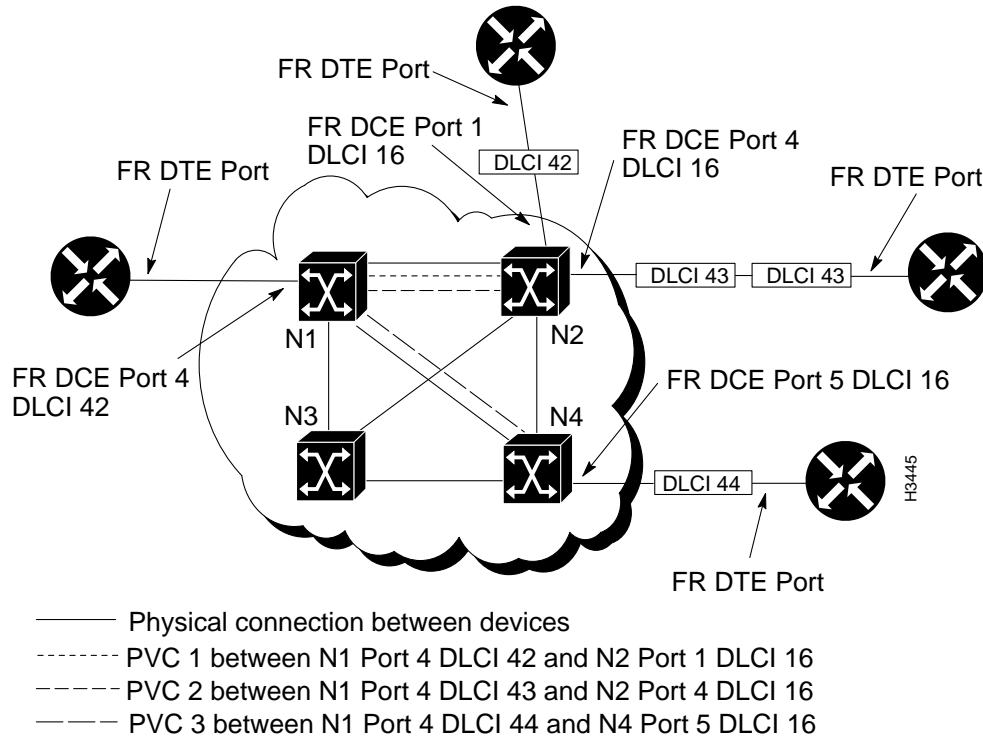 FR DTE Port
FR DCE Port 1
DLCI 16
DLCI 42
FR DCE Port 4
DLCI 16
FR DTE Port
FR DTE Port
DLCI 43
DLCI 43
N1
N2
FR DCE Port 4
DLCI 42
FR DCE Port 5 DLCI 16
N3
N4
DLCI 44
H3445
FR DTE Port
Physical connection between devices
PVC 1 between N1 Port 4 DLCI 42 and N2 Port 1 DLCI 16
PVC 2 between N1 Port 4 DLCI 43 and N2 Port 4 DLCI 16
PVC 3 between N1 Port 4 DLCI 44 and N4 Port 5 DLCI 16